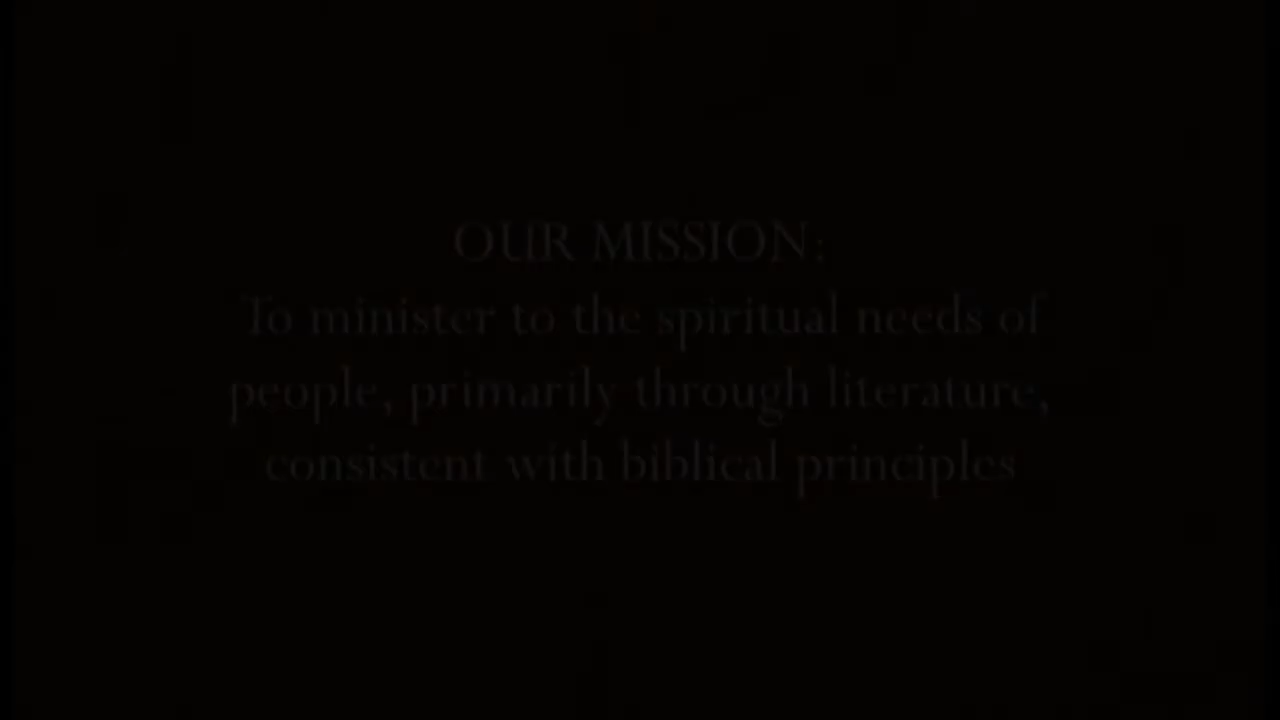 OUR MISSION:
To minister to the spiritual needs of
people, primarily through literature,
consistent with biblical principles